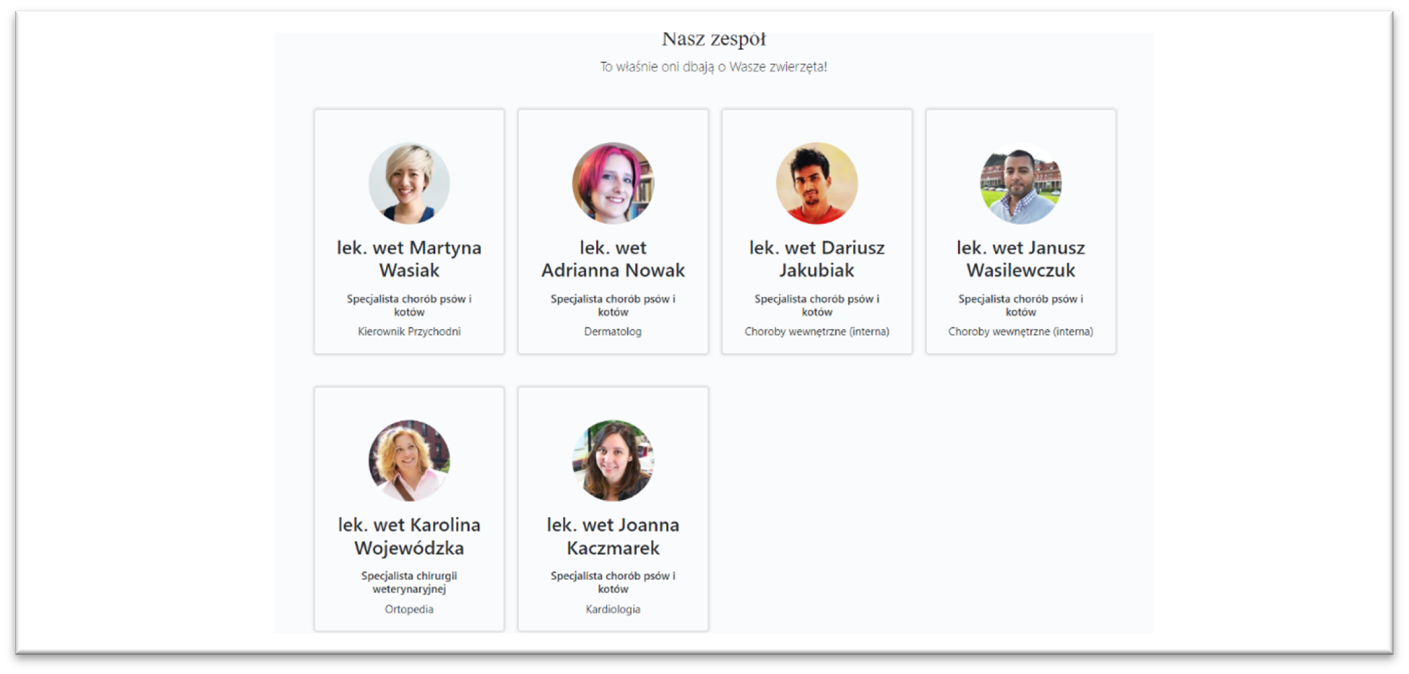 Nasz zespół
To właśnie oni dbają o Wasze zwierzęta!
lek. wet Martyna
Wasiak
Specjalista chorób psów i
kotów
Kierownik Przychodni
lek. wet
Adrianna Nowak
Specjalista chorób psów i
kotów
Dermatolog
lek. wet Dariusz
Jakubiak
Specjalista chorób psów i
kotów
Choroby wewnętrzne (interna)
lek. wet Janusz
Wasilewczuk
Specjalista chorób psów i
kotów
Choroby wewnętrzne (interna)
lek. wet Karolina
Wojewódzka
Specjalista chirurgii
weterynaryjnej
Ortopedia
lek. wet Joanna
Kaczmarek
Specjalista chorób psów i
kotów
Kardiologia